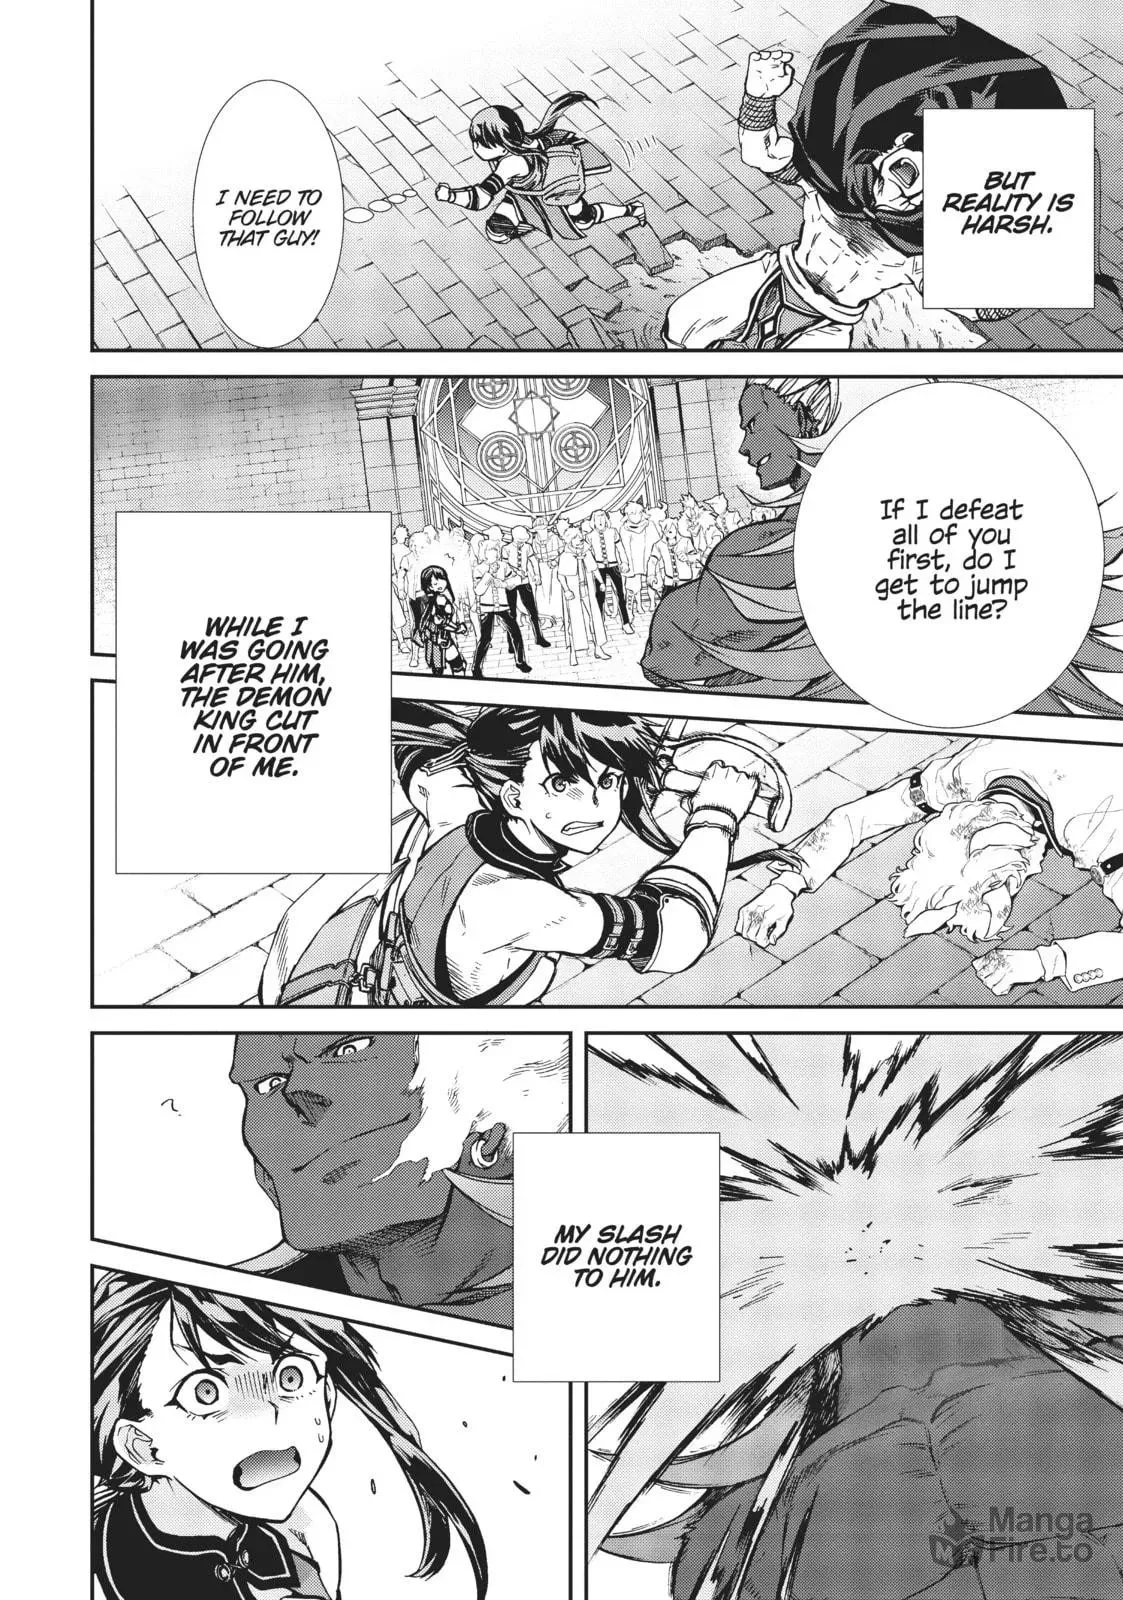 BUT
REALITY IS
HARSH.
I NEED TO
FOLLOW
THAT GUY!
If I defeat
all of you
first, do I
get to jump
the line?
WHILE I
WAS GOING
AFTER HIM,
THE DEMON
KING CUT
IN FRONT
OF ME.
MY SLASH
DID NOTHING
TO HIM.
Manga
Fire.to